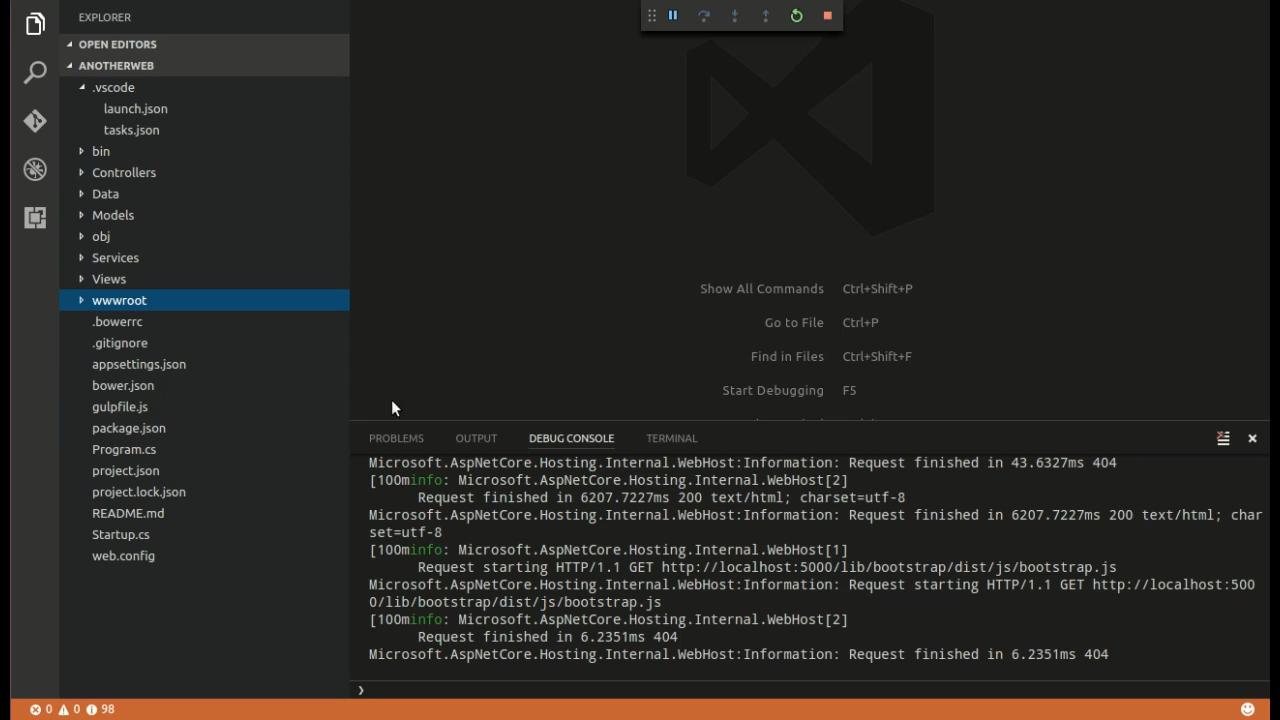 EXPLORER
OPEN EDITORS
ANOTHERWEB
.vscode
launch.json
tasks.json
bin
Controllers
Data
Models
obj
Services
Views
wwwroot
.bowerrc
.gitignore
appsettings.json
bower.json
gulpfile.js
package.json
Program.cs
project.json
project.lock.json
README.md
Startup.cs
web.config
Show All Commands Ctrl+Shift+P
Go to File Ctrl+P
Find in Files Ctrl+Shift+F
Start Debugging F5
PROBLEMS OUTPUT DEBUG CONSOLE TERMINAL
Microsoft.AspNetCore.Hosting.Internal.WebHost:Information: Request finished in 43.6327ms 404
[100minfo: Microsoft.AspNetCore.Hosting.Internal.WebHost[2]
Request finished in 6207.7227ms 200 text/html; charset=utf-8
Microsoft.AspNetCore.Hosting.Internal.WebHost:Information: Request finished in 6207.7227ms 200 text/html; char
set=utf-8
[100minfo: Microsoft.AspNetCore.Hosting.Internal.WebHost[1]
Request starting HTTP/1.1 GET http://localhost:5000/lib/bootstrap/dist/js/bootstrap.js
Microsoft.AspNetCore.Hosting.Internal.WebHost:Information: Request starting HTTP/1.1 GET http://localhost:500
0/lib/bootstrap/dist/js/bootstrap.js
[100minfo: Microsoft.AspNetCore.Hosting.Internal.WebHost[2]
Request finished in 6.2351ms 404
Microsoft.AspNetCore.Hosting.Internal.WebHost:Information: Request finished in 6.2351ms 404
❯
0 0 98